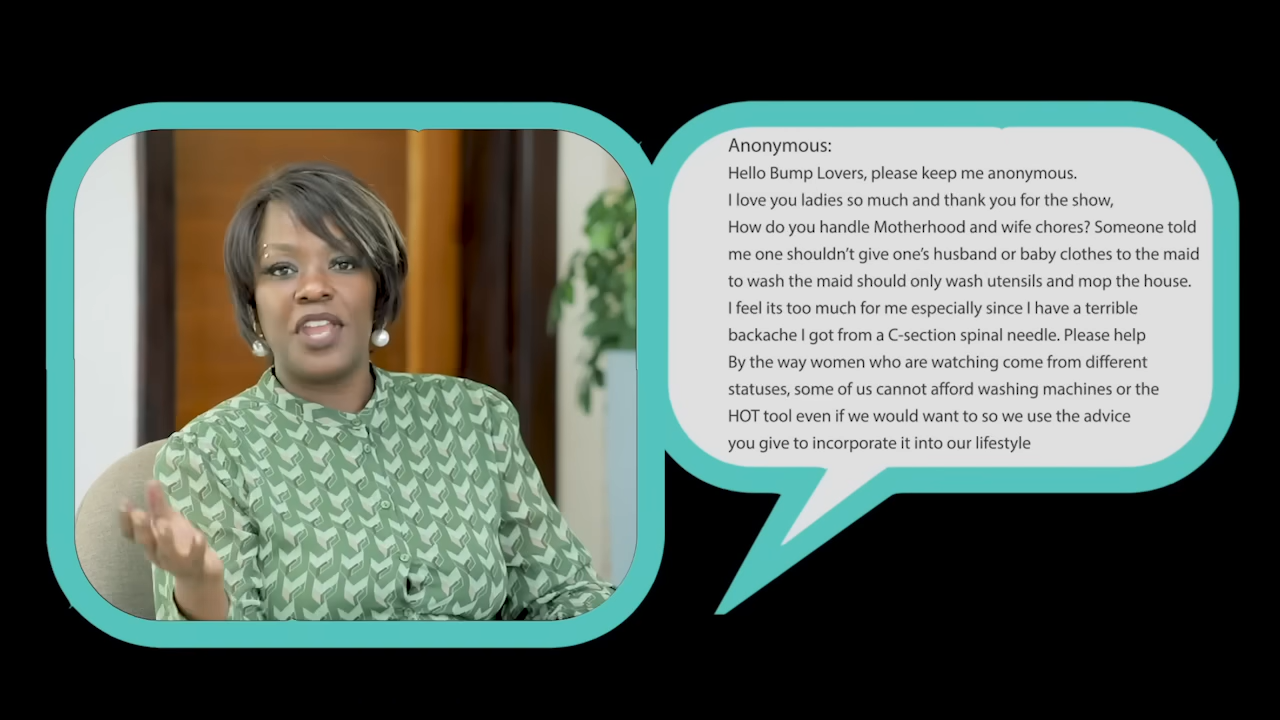 Anonymous:
Hello Bump Lovers, please keep me anonymous.
I love you ladies so much and thank you for the show,
How do you handle Motherhood and wife chores? Someone told
me one shouldn't give one's husband or baby clothes to the maid
to wash the maid should only wash utensils and mop the house.
I feel its too much for me especially since I have a terrible
backache I got from a C-section spinal needle. Please help
By the way women who are watching come from different
statuses, some of us cannot afford washing machines or the
HOT tool even if we would want to so we use the advice
you give to incorporate it into our lifestyle